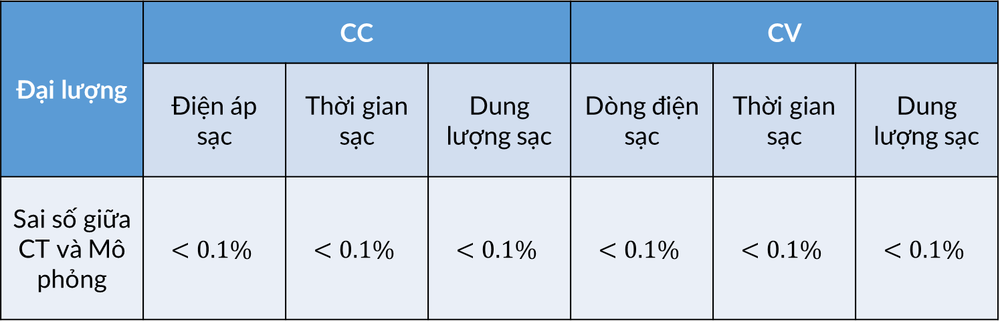 Đại lượng
CC
CV
Điện áp
sạc
Thời gian
sạc
Dung
lượng sạc
Dòng điện
sạc
Thời gian
sạc
Dung
lượng sạc
Sai số giữa
CT và Mô
phỏng
< 0.1%
< 0.1%
< 0.1%
< 0.1%
< 0.1%
< 0.1%